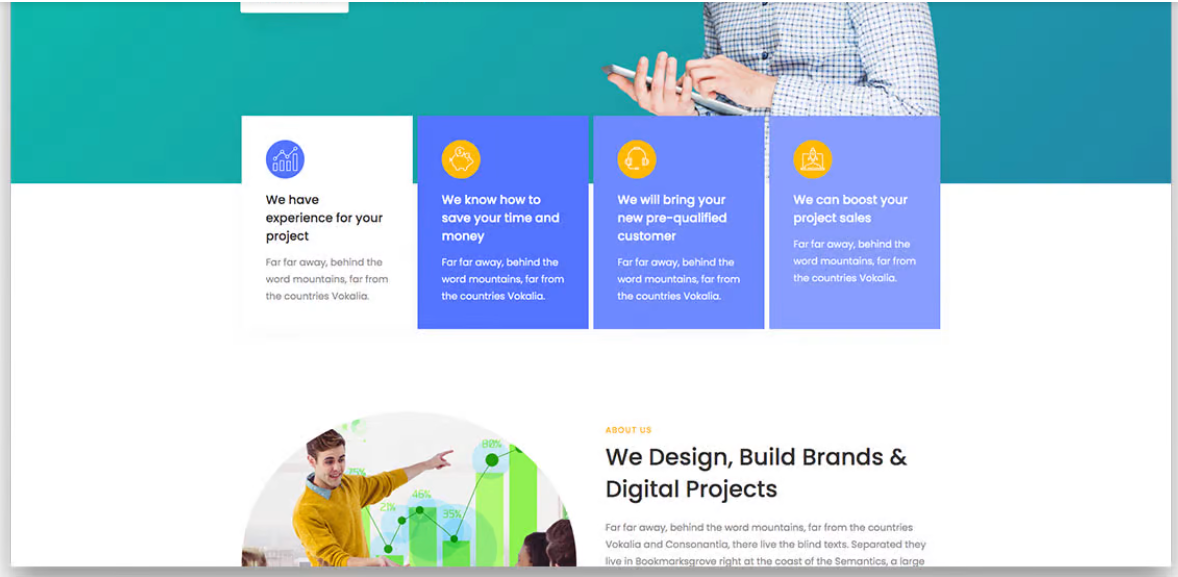 We have
experience for your
project
Far far away, behind the
word mountains, far from
the countries Vokalia.
We know how to
save your time and
money
Far far away, behind the
word mountains, far from
the countries Vokalia.
We will bring your
new pre-qualified
customer
Far far away, behind the
word mountains, far from
the countries Vokalia.
We can boost your
project sales
Far far away, behind the
word mountains, far from
the countries Vokalia.
80%
25%
46%
21%
35%
ABOUT US
We Design, Build Brands &
Digital Projects
Far far away, behind the word mountains, far from the countries
Vokalia and Consonantia, there live the blind texts. Separated they
live in Bookmarksgrove right at the coast of the Semantics, a large